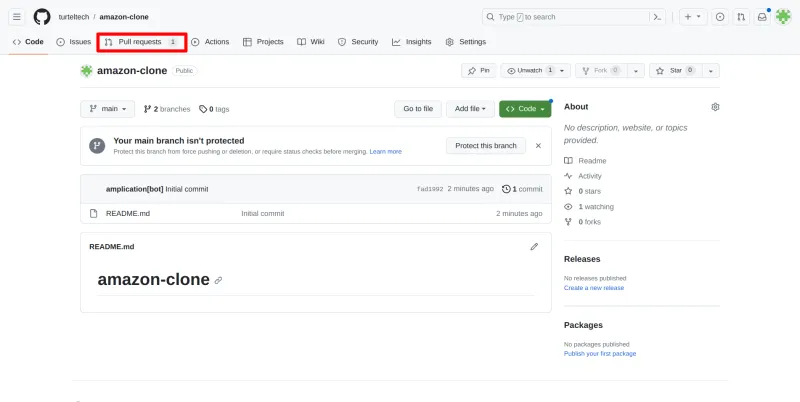 turteltech / amazon-clone
Type / to search
Code Issues Pull requests 1 Actions Projects Wiki Security Insights Settings
amazon-clone Public
Pin Unwatch 1 Fork 0 Star 0
main 2 branches 0 tags Go to file Add file Code
Your main branch isn't protected
Protect this branch from force pushing or deletion, or require status checks before merging. Learn more
Protect this branch
amplication[bot] Initial commit fad1992 2 minutes ago 1 commit
README.md Initial commit 2 minutes ago
README.md
amazon-clone
About
No description, website, or topics
provided.
Readme
Activity
0 stars
1 watching
0 forks
Releases
No releases published
Create a new release
Packages
No packages published
Publish your first package